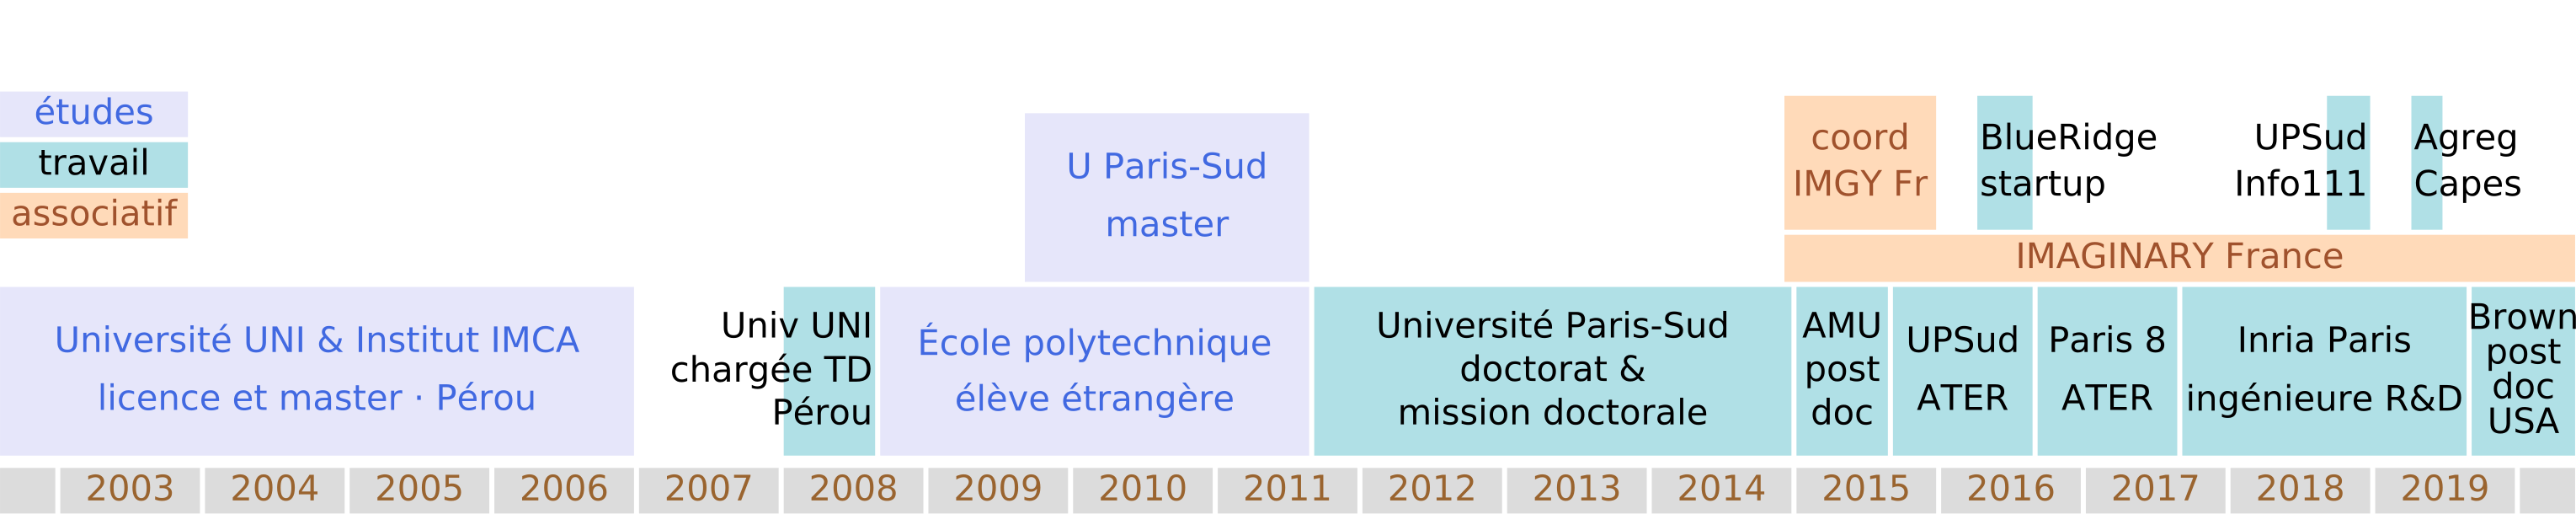 études
travail
associatif
U Paris-Sud
master
coord
IMGY Fr
BlueRidge
startup
UPSud
Info111
Agreg
Capes
IMAGINARY France
Université UNI & Institut IMCA
licence et master · Pérou
Univ UNI
chargée TD
Pérou
École polytechnique
élève étrangère
Université Paris-Sud
doctorat &
mission doctorale
AMU
post
doc
UPSud
ATER
Paris 8
ATER
Inria Paris
ingénieure R&D
Brown
post
doc
USA
2003 2004 2005 2006 2007 2008 2009 2010 2011 2012 2013 2014 2015 2016 2017 2018 2019